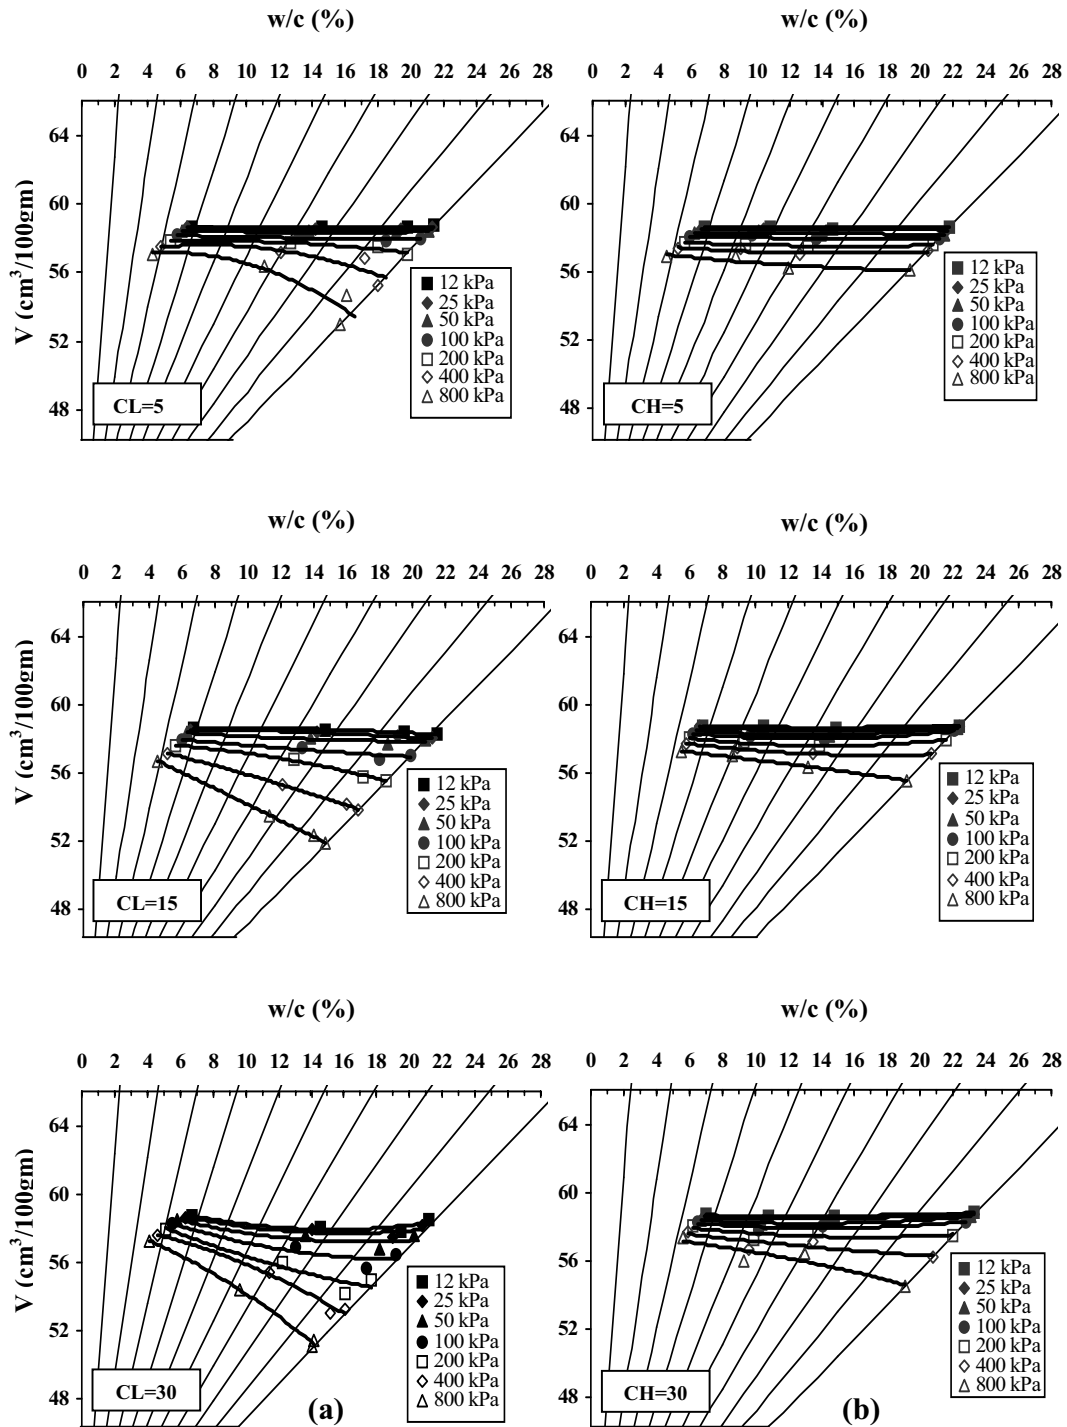 w/c (%)
0 2 4 6 8 10 12 14 16 18 20 22 24 26 28
V (cm³/100gm)
64
60
56
52
48
12 kPa
25 kPa
50 kPa
100 kPa
200 kPa
400 kPa
800 kPa
CL=5
w/c (%)
0 2 4 6 8 10 12 14 16 18 20 22 24 26 28
64
60
56
52
48
12 kPa
25 kPa
50 kPa
100 kPa
200 kPa
400 kPa
800 kPa
CH=5
w/c (%)
0 2 4 6 8 10 12 14 16 18 20 22 24 26 28
V (cm³/100gm)
64
60
56
52
48
12 kPa
25 kPa
50 kPa
100 kPa
200 kPa
400 kPa
800 kPa
CL=15
w/c (%)
0 2 4 6 8 10 12 14 16 18 20 22 24 26 28
64
60
56
52
48
12 kPa
25 kPa
50 kPa
100 kPa
200 kPa
400 kPa
800 kPa
CH=15
w/c (%)
0 2 4 6 8 10 12 14 16 18 20 22 24 26 28
V (cm³/100gm)
64
60
56
52
48
12 kPa
25 kPa
50 kPa
100 kPa
200 kPa
400 kPa
800 kPa
CL=30
(a)
w/c (%)
0 2 4 6 8 10 12 14 16 18 20 22 24 26 28
64
60
56
52
48
12 kPa
25 kPa
50 kPa
100 kPa
200 kPa
400 kPa
800 kPa
CH=30
(b)